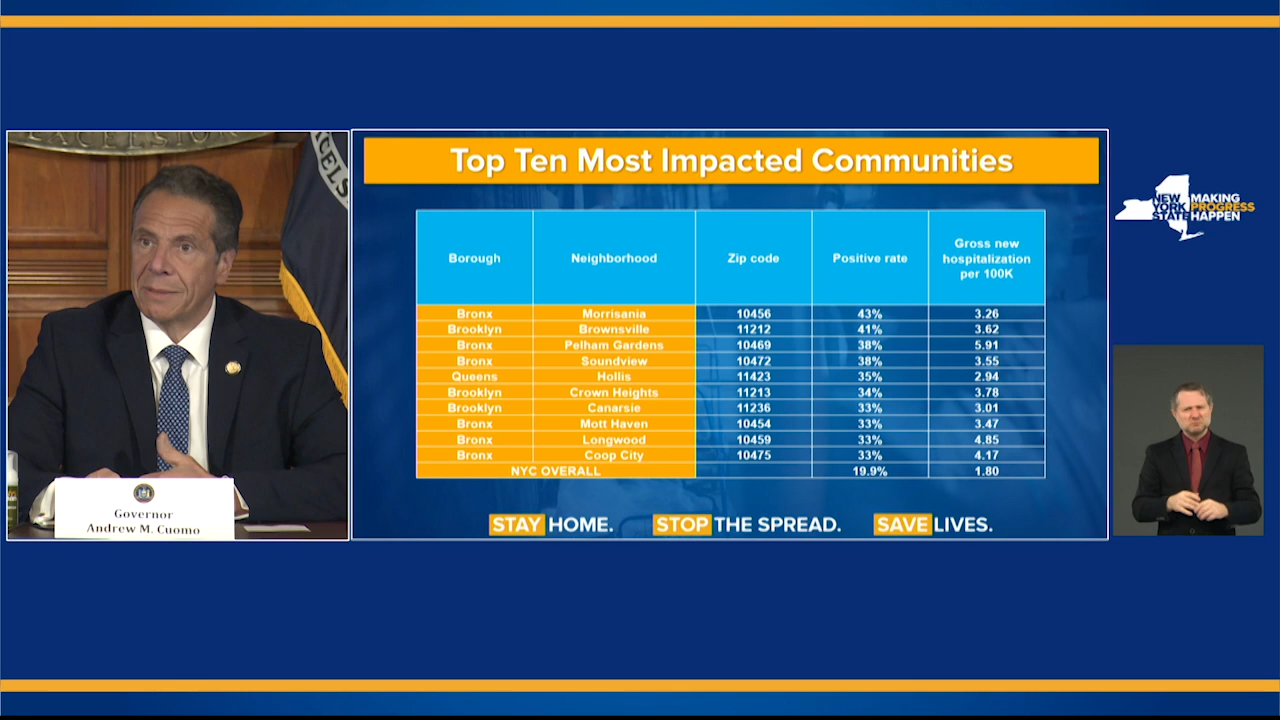 EXCELSIOR
EXCELS
Governor
Andrew M. Cuomo
Top Ten Most Impacted Communities
Borough Neighborhood Zip code Positive rate Gross new hospitalization per 100K
Bronx Morrisania 10456 43% 3.26
Brooklyn Brownsville 11212 41% 3.62
Bronx Pelham Gardens 10469 38% 5.91
Bronx Soundview 10472 38% 3.55
Queens Hollis 11423 35% 2.94
Brooklyn Crown Heights 11213 34% 3.78
Brooklyn Canarsie 11236 33% 3.01
Bronx Mott Haven 10454 33% 3.47
Bronx Longwood 10459 33% 4.85
Bronx Coop City 10475 33% 4.17
NYC OVERALL 19.9% 1.80
STAY HOME. STOP THE SPREAD. SAVE LIVES.
NEW YORK STATE
MAKING PROGRESS HAPPEN